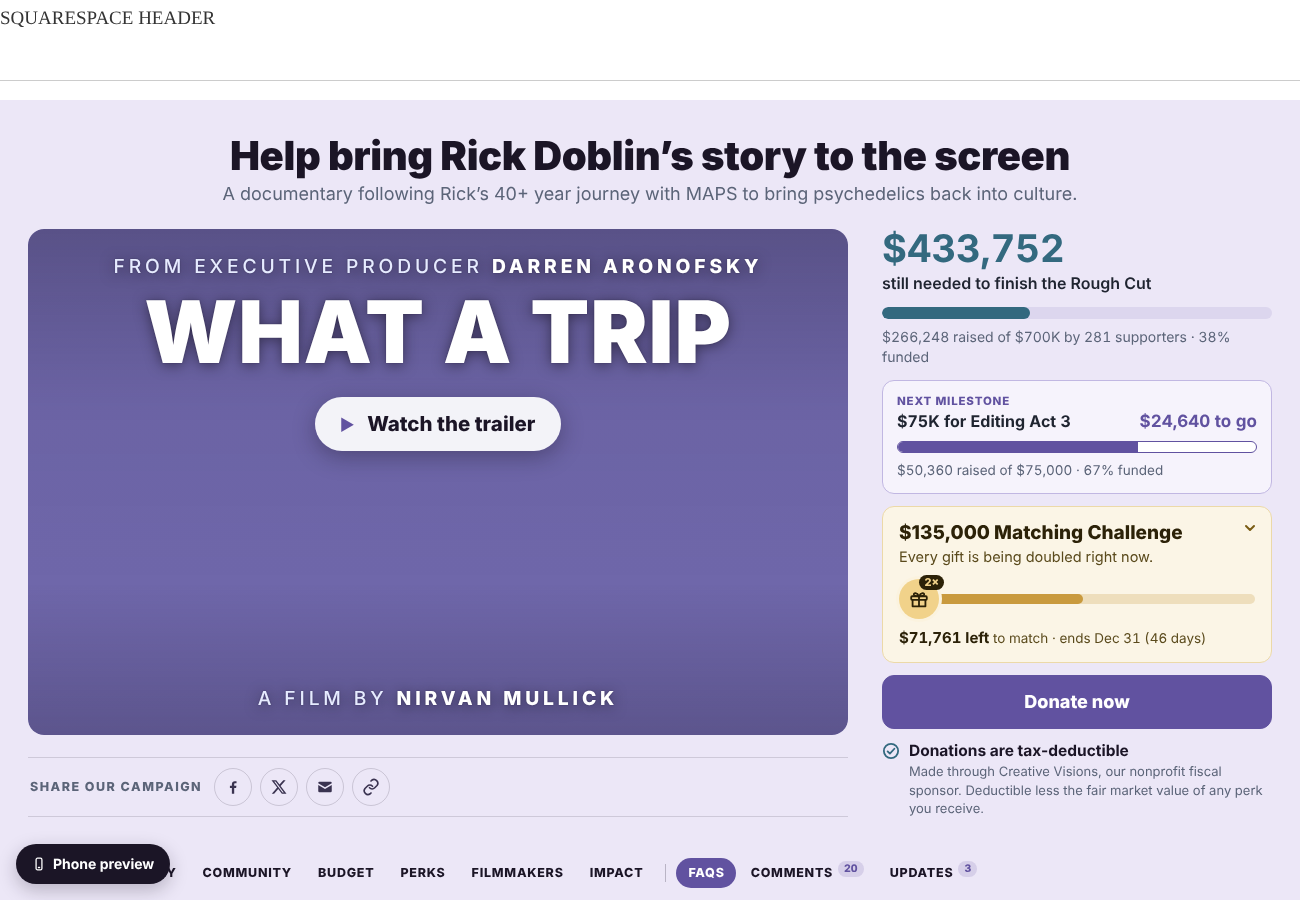 SQUARESPACE HEADER
Help bring Rick Doblin’s story to the screen
A documentary following Rick’s 40+ year journey with MAPS to bring psychedelics back into culture.
FROM EXECUTIVE PRODUCER DARREN ARONOFSKY
WHAT A TRIP
Watch the trailer
A FILM BY NIRVAN MULLICK
SHARE OUR CAMPAIGN
$433,752
still needed to finish the Rough Cut
$266,248 raised of $700K by 281 supporters · 38%
funded
NEXT MILESTONE
$75K for Editing Act 3 $24,640 to go
$50,360 raised of $75,000 · 67% funded
$135,000 Matching Challenge
Every gift is being doubled right now.
2×
$71,761 left to match · ends Dec 31 (46 days)
Donate now
Donations are tax-deductible
Made through Creative Visions, our nonprofit fiscal
sponsor. Deductible less the fair market value of any perk
you receive.
Phone preview
Y COMMUNITY BUDGET PERKS FILMMAKERS IMPACT FAQS COMMENTS 20 UPDATES 3